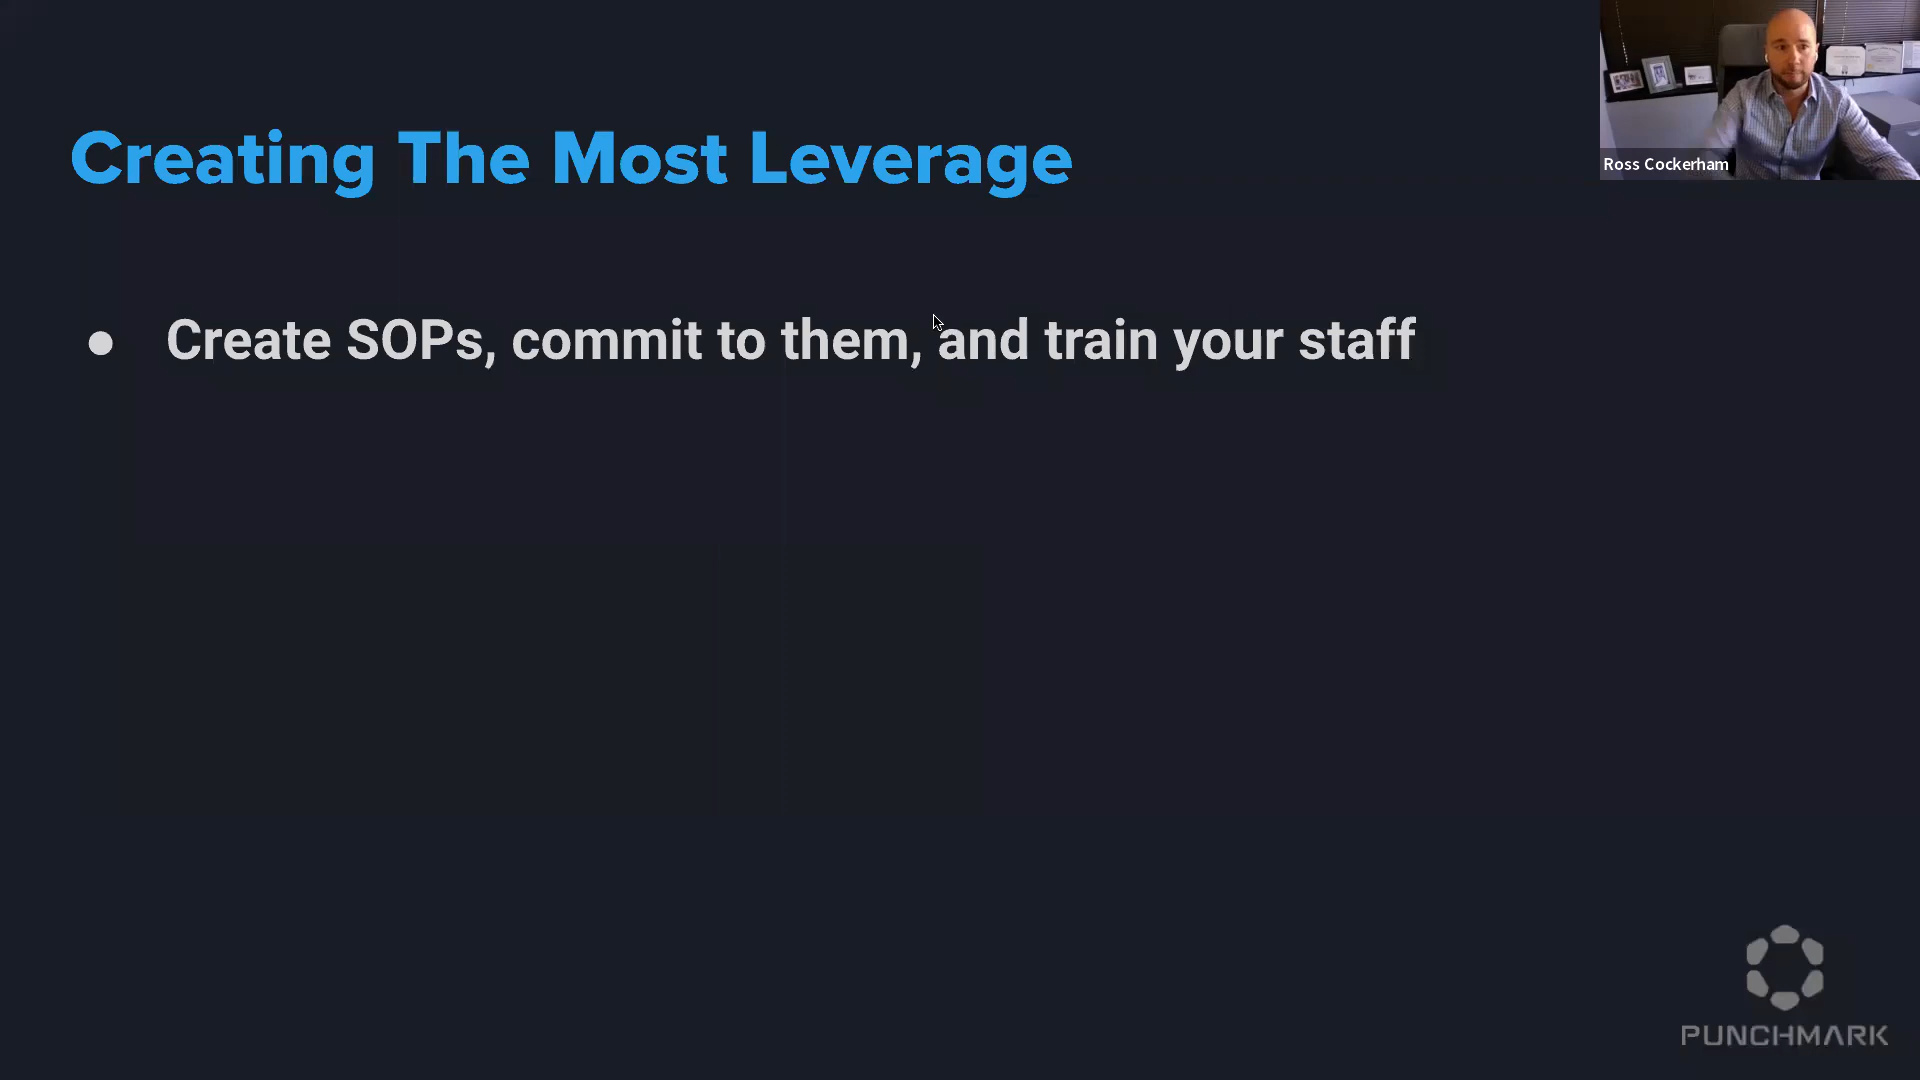 Creating The Most Leverage
Ross Cockerham
● Create SOPs, commit to them, and train your staff
PUNCHMARK